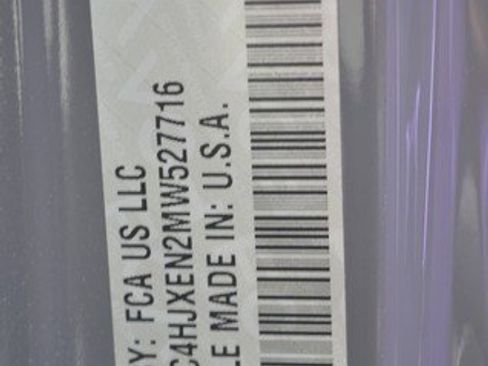 Y: FCA US LLC
C4HJXEN2MW527716
LE MADE IN: U.S.A.